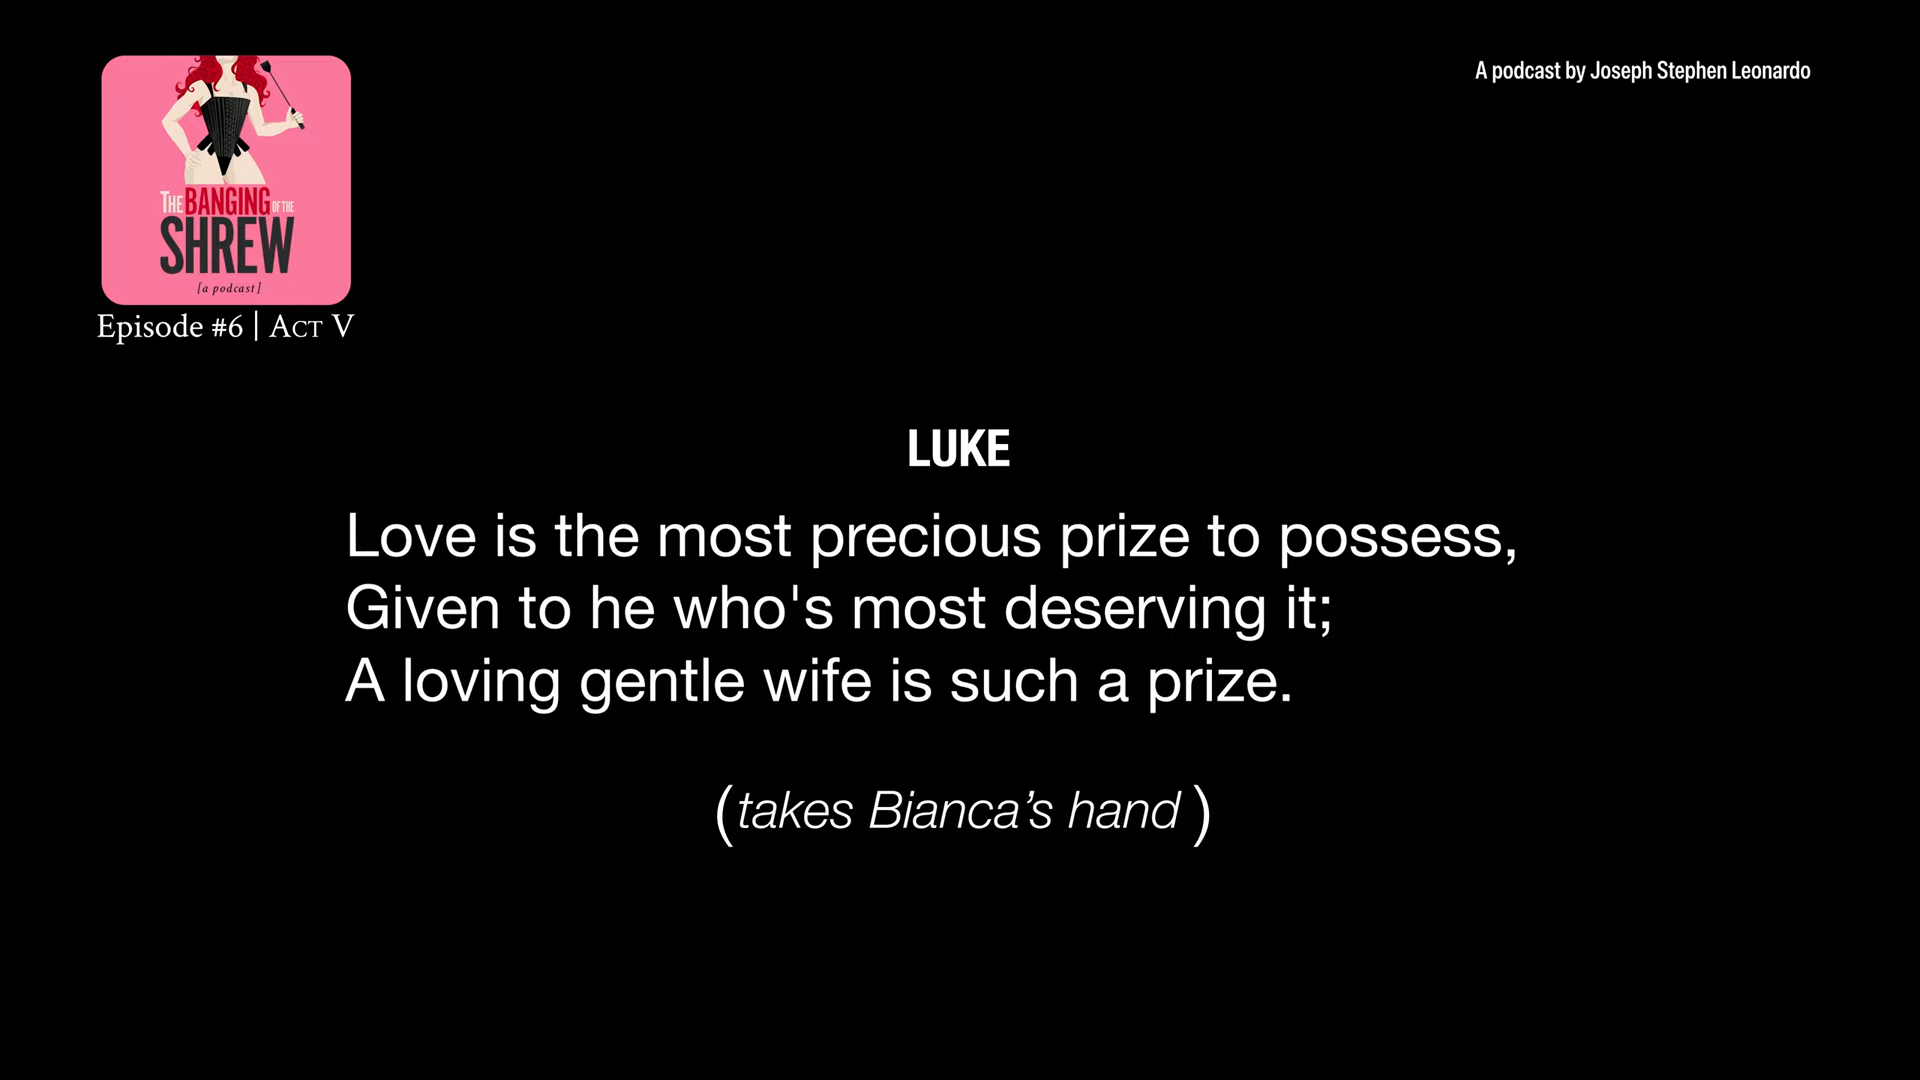 A podcast by Joseph Stephen Leonardo
THE BANGING OF THE
SHREW
[a podcast]
Episode #6 | ACT V
LUKE
Love is the most precious prize to possess,
Given to he who's most deserving it;
A loving gentle wife is such a prize.
(takes Bianca’s hand )